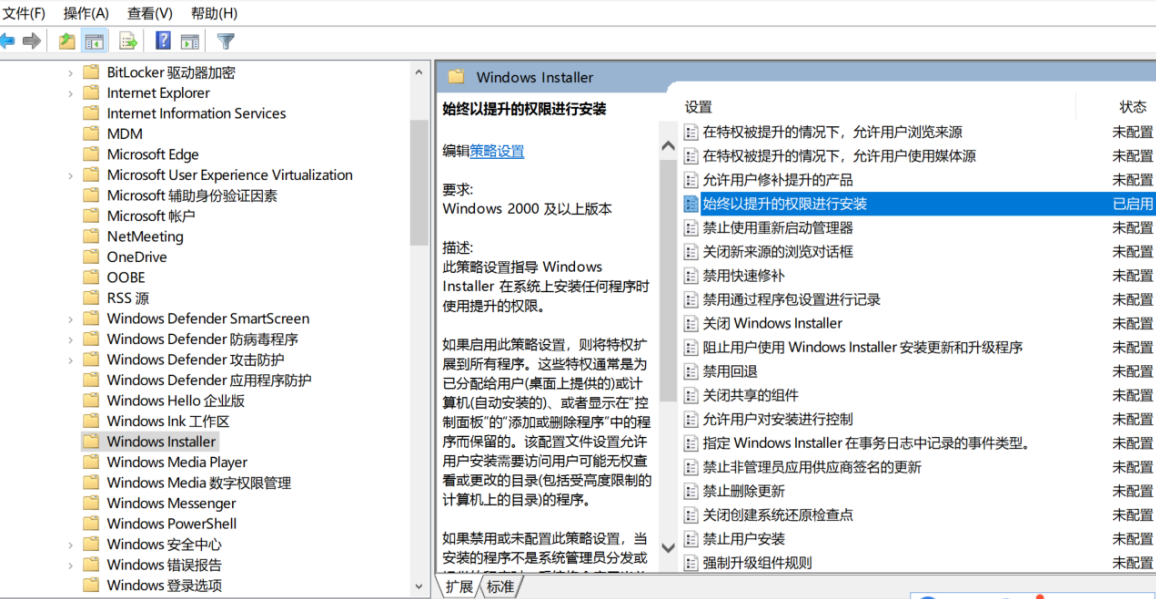 文件(F) 操作(A) 查看(V) 帮助(H)
BitLocker 驱动器加密
Internet Explorer
Internet Information Services
MDM
Microsoft Edge
Microsoft User Experience Virtualization
Microsoft 辅助身份验证因素
Microsoft 帐户
NetMeeting
OneDrive
OOBE
RSS 源
Windows Defender SmartScreen
Windows Defender 防病毒程序
Windows Defender 攻击防护
Windows Defender 应用程序防护
Windows Hello 企业版
Windows Ink 工作区
Windows Installer
Windows Media Player
Windows Media 数字权限管理
Windows Messenger
Windows PowerShell
Windows 安全中心
Windows 错误报告
Windows 登录选项
Windows Installer
始终以提升的权限进行安装
编辑策略设置
要求:
Windows 2000 及以上版本
描述:
此策略设置指导 Windows
Installer 在系统上安装任何程序时
使用提升的权限。
如果启用此策略设置，则将特权扩
展到所有程序。这些特权通常是为
已分配给用户(桌面上提供的)或计
算机(自动安装的)、或者显示在"控
制面板"的"添加或删除程序"中的程
序而保留的。该配置文件设置允许
用户安装需要访问用户可能无权查
看或更改的目录(包括受高度限制的
计算机上的目录)的程序。
如果禁用或未配置此策略设置，当
安装的程序不是系统管理员分发或
设置 状态
在特权被提升的情况下，允许用户浏览来源 未配置
在特权被提升的情况下，允许用户使用媒体源 未配置
允许用户修补提升的产品 未配置
始终以提升的权限进行安装 已启用
禁止使用重新启动管理器 未配置
关闭新来源的浏览对话框 未配置
禁用快速修补 未配置
禁用通过程序包设置进行记录 未配置
关闭 Windows Installer 未配置
阻止用户使用 Windows Installer 安装更新和升级程序 未配置
禁用回退 未配置
关闭共享的组件 未配置
允许用户对安装进行控制 未配置
指定 Windows Installer 在事务日志中记录的事件类型。 未配置
禁止非管理员应用供应商签名的更新 未配置
禁止删除更新 未配置
关闭创建系统还原检查点 未配置
禁止用户安装 未配置
强制升级组件规则 未配置
扩展 标准